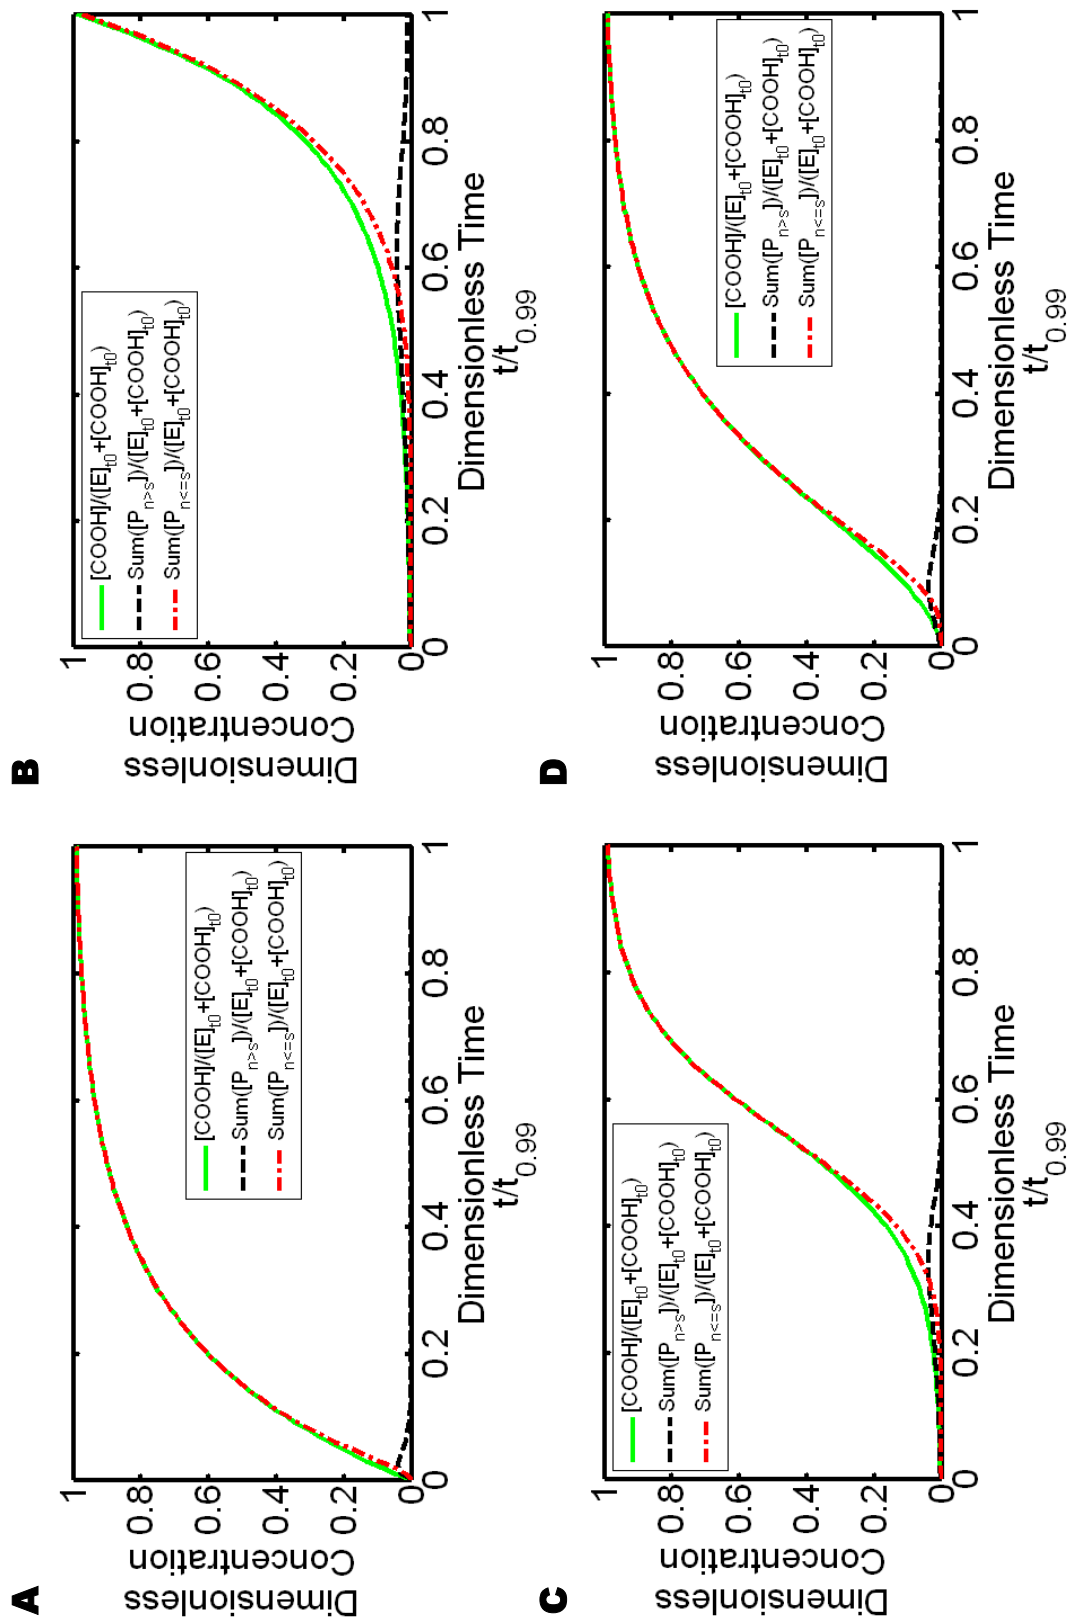 A
Dimensionless
Concentration
1
0.8
0.6
0.4
0.2
0
[COOH]/([E]t0+[COOH]t0)
Sum([Pn>s])/([E]t0+[COOH]t0)
Sum([Pn<=s])/([E]t0+[COOH]t0)
0 0.2 0.4 0.6 0.8 1
Dimensionless Time
t/t0.99
B
Dimensionless
Concentration
1
0.8
0.6
0.4
0.2
0
[COOH]/([E]t0+[COOH]t0)
Sum([Pn>s])/([E]t0+[COOH]t0)
Sum([Pn<=s])/([E]t0+[COOH]t0)
0 0.2 0.4 0.6 0.8 1
Dimensionless Time
t/t0.99
C
Dimensionless
Concentration
1
0.8
0.6
0.4
0.2
0
[COOH]/([E]t0+[COOH]t0)
Sum([Pn>s])/([E]t0+[COOH]t0)
Sum([Pn<=s])/([E]t0+[COOH]t0)
0 0.2 0.4 0.6 0.8 1
Dimensionless Time
t/t0.99
D
Dimensionless
Concentration
1
0.8
0.6
0.4
0.2
0
[COOH]/([E]t0+[COOH]t0)
Sum([Pn>s])/([E]t0+[COOH]t0)
Sum([Pn<=s])/([E]t0+[COOH]t0)
0 0.2 0.4 0.6 0.8 1
Dimensionless Time
t/t0.99